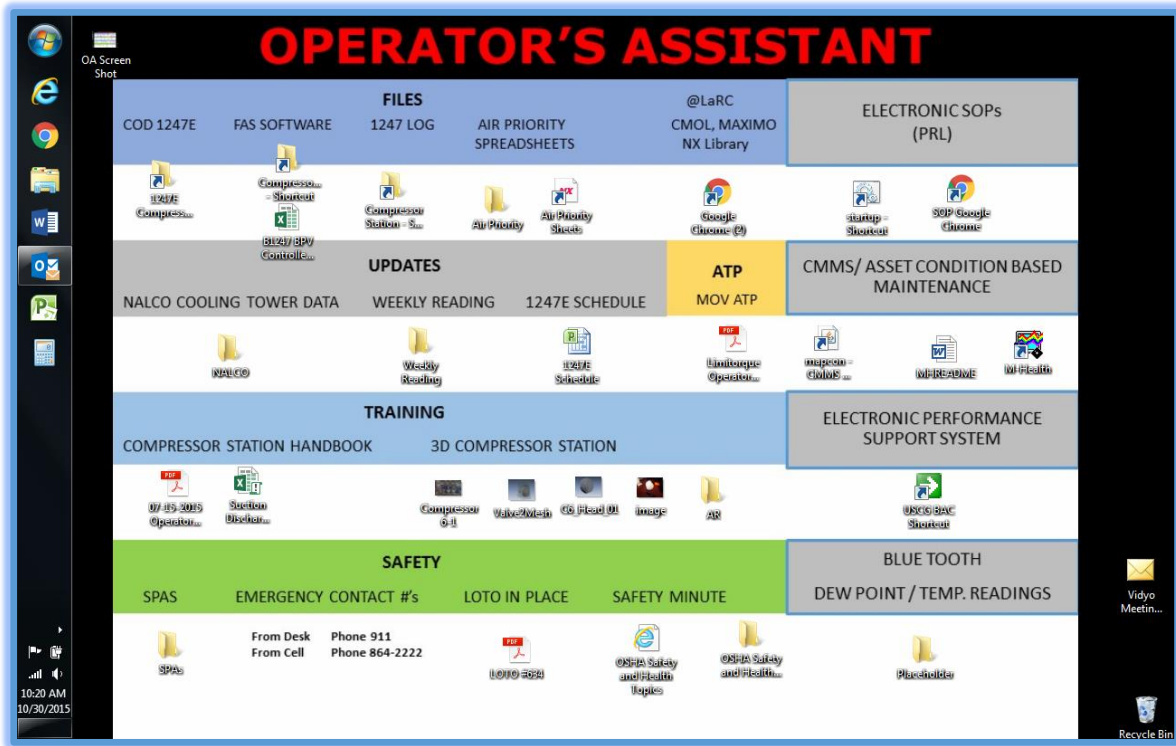 OPERATOR'S ASSISTANT
OA Screen
Shot
FILES
COD 1247E
FAS SOFTWARE
1247 LOG
AIR PRIORITY
SPREADSHEETS
@LaRC
CMOL, MAXIMO
NX Library
ELECTRONIC SOPs
(PRL)
1247E
Compress...
Compresso...
- Shortcut
B1247 BPV
Controlle...
Compressor
Station - S...
Air Priority
Air Priority
Sheets
Google
Chrome (2)
startup -
Shortcut
SOP Google
Chrome
UPDATES
NALCO COOLING TOWER DATA
WEEKLY READING
1247E SCHEDULE
ATP
MOV ATP
CMMS/ ASSET CONDITION BASED
MAINTENANCE
NALCO
Weekly
Reading
1247E
Schedule
PDF
Limitorque
Operator...
mapcon -
CMMS ...
MHREADME
MHealth
TRAINING
COMPRESSOR STATION HANDBOOK
3D COMPRESSOR STATION
ELECTRONIC PERFORMANCE
SUPPORT SYSTEM
PDF
07-15-2015
Operator...
Suction
Dischar...
Compressor
6-1
Valve2Mesh
C6_Head_01
image
AR
USCG BAC
Shortcut
SAFETY
SPAS
EMERGENCY CONTACT #'s
LOTO IN PLACE
SAFETY MINUTE
BLUE TOOTH
DEW POINT / TEMP. READINGS
SPAs
From Desk Phone 911
From Cell Phone 864-2222
PDF
LOTO #634
OSHA Safety
and Health
Topics
OSHA Safety
and Health...
Placeholder
Vidyo
Meetin...
Recycle Bin
10:20 AM
10/30/2015